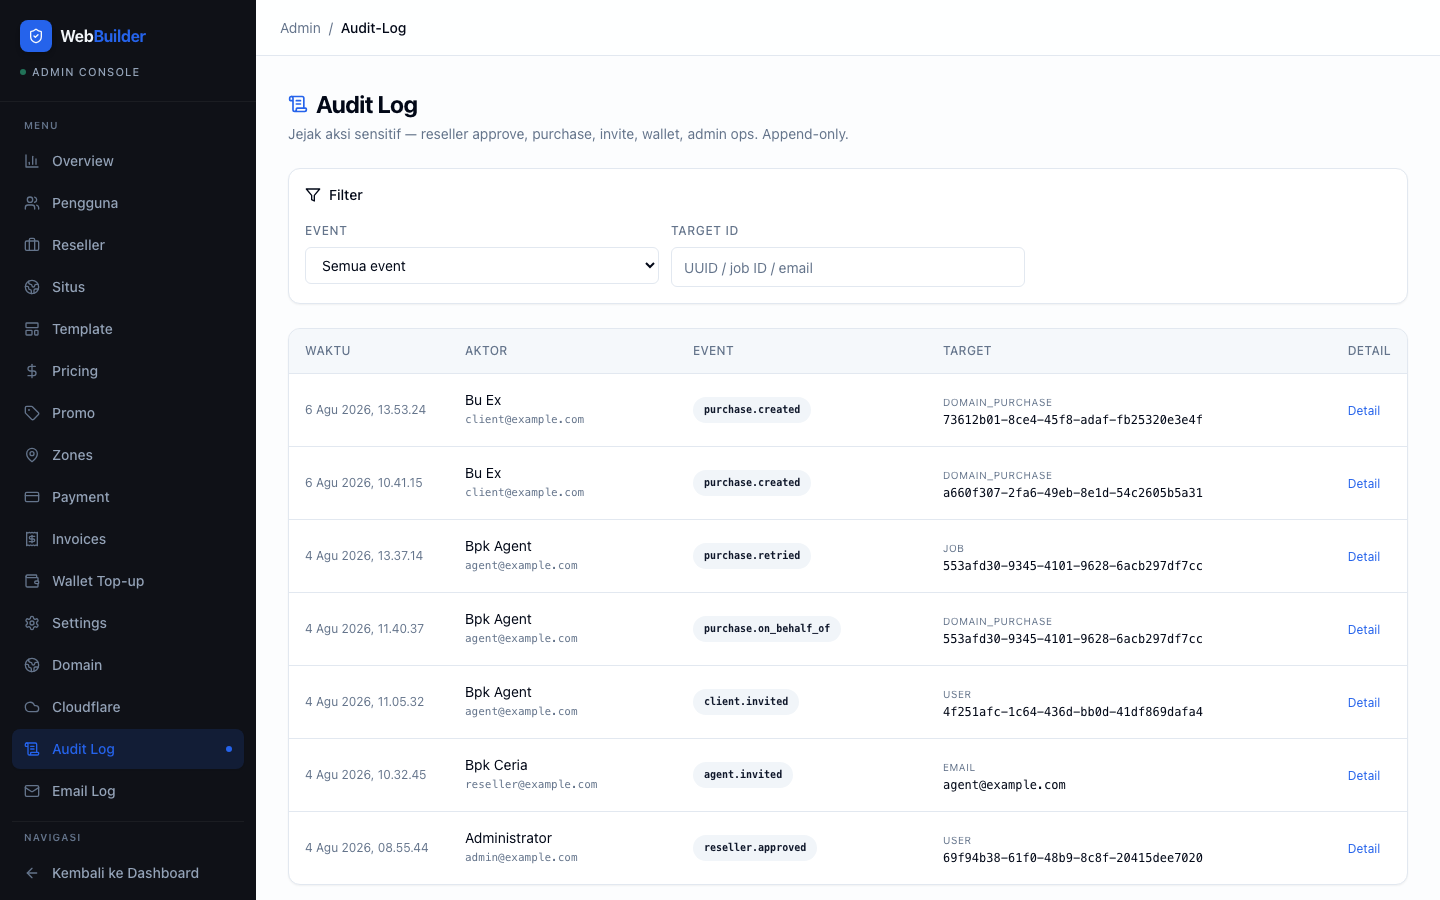 WebBuilder
ADMIN CONSOLE
MENU
Overview
Pengguna
Reseller
Situs
Template
Pricing
Promo
Zones
Payment
Invoices
Wallet Top-up
Settings
Domain
Cloudflare
Audit Log
Email Log
NAVIGASI
Kembali ke Dashboard
Admin / Audit-Log
Audit Log
Jejak aksi sensitif — reseller approve, purchase, invite, wallet, admin ops. Append-only.
Filter
EVENT TARGET ID
Semua event UUID / job ID / email
WAKTU AKTOR EVENT TARGET DETAIL
6 Agu 2026, 13.53.24 Bu Ex client@example.com purchase.created DOMAIN_PURCHASE 73612b01-8ce4-45f8-adaf-fb25320e3e4f Detail
6 Agu 2026, 10.41.15 Bu Ex client@example.com purchase.created DOMAIN_PURCHASE a660f307-2fa6-49eb-8e1d-54c2605b5a31 Detail
4 Agu 2026, 13.37.14 Bpk Agent agent@example.com purchase.retried JOB 553afd30-9345-4101-9628-6acb297df7cc Detail
4 Agu 2026, 11.40.37 Bpk Agent agent@example.com purchase.on_behalf_of DOMAIN_PURCHASE 553afd30-9345-4101-9628-6acb297df7cc Detail
4 Agu 2026, 11.05.32 Bpk Agent agent@example.com client.invited USER 4f251afc-1c64-436d-bb0d-41df869dafa4 Detail
4 Agu 2026, 10.32.45 Bpk Ceria reseller@example.com agent.invited EMAIL agent@example.com Detail
4 Agu 2026, 08.55.44 Administrator admin@example.com reseller.approved USER 69f94b38-61f0-48b9-8c8f-20415dee7020 Detail